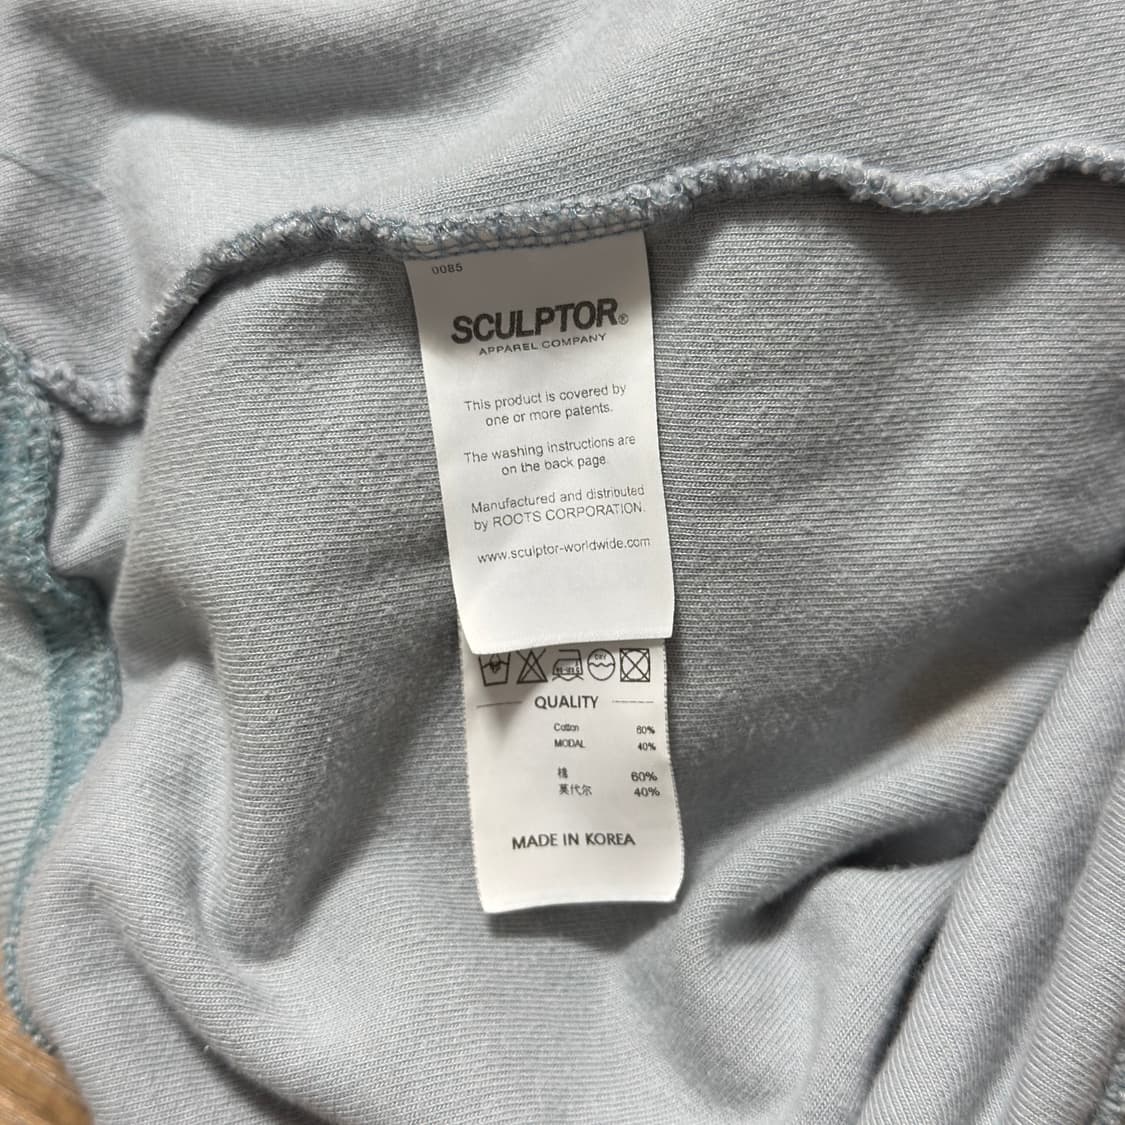 0085
SCULPTOR®
APPAREL COMPANY
This product is covered by
one or more patents.
The washing instructions are
on the back page.
Manufactured and distributed
by ROOTS CORPORATION.
www.sculptor-worldwide.com
QUALITY
Cotton 60%
MODAL 40%
棉 60%
莫代尔 40%
MADE IN KOREA